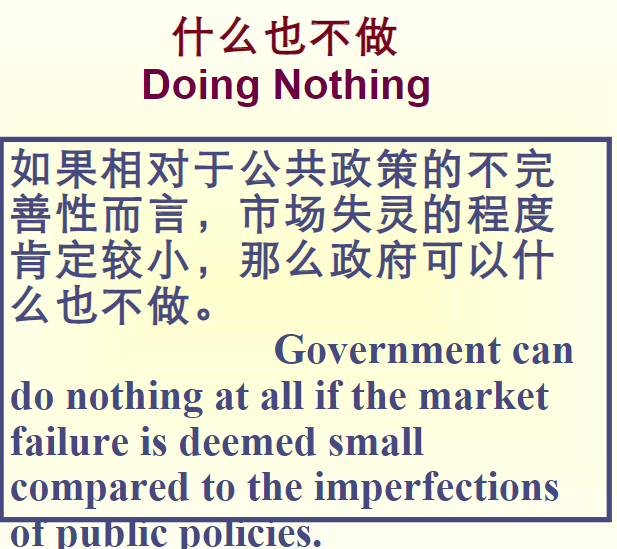 什么也不做
Doing Nothing
如果相对于公共政策的不完
善性而言，市场失灵的程度
肯定较小，那么政府可以什
么也不做。
Government can
do nothing at all if the market
failure is deemed small
compared to the imperfections
of public policies.